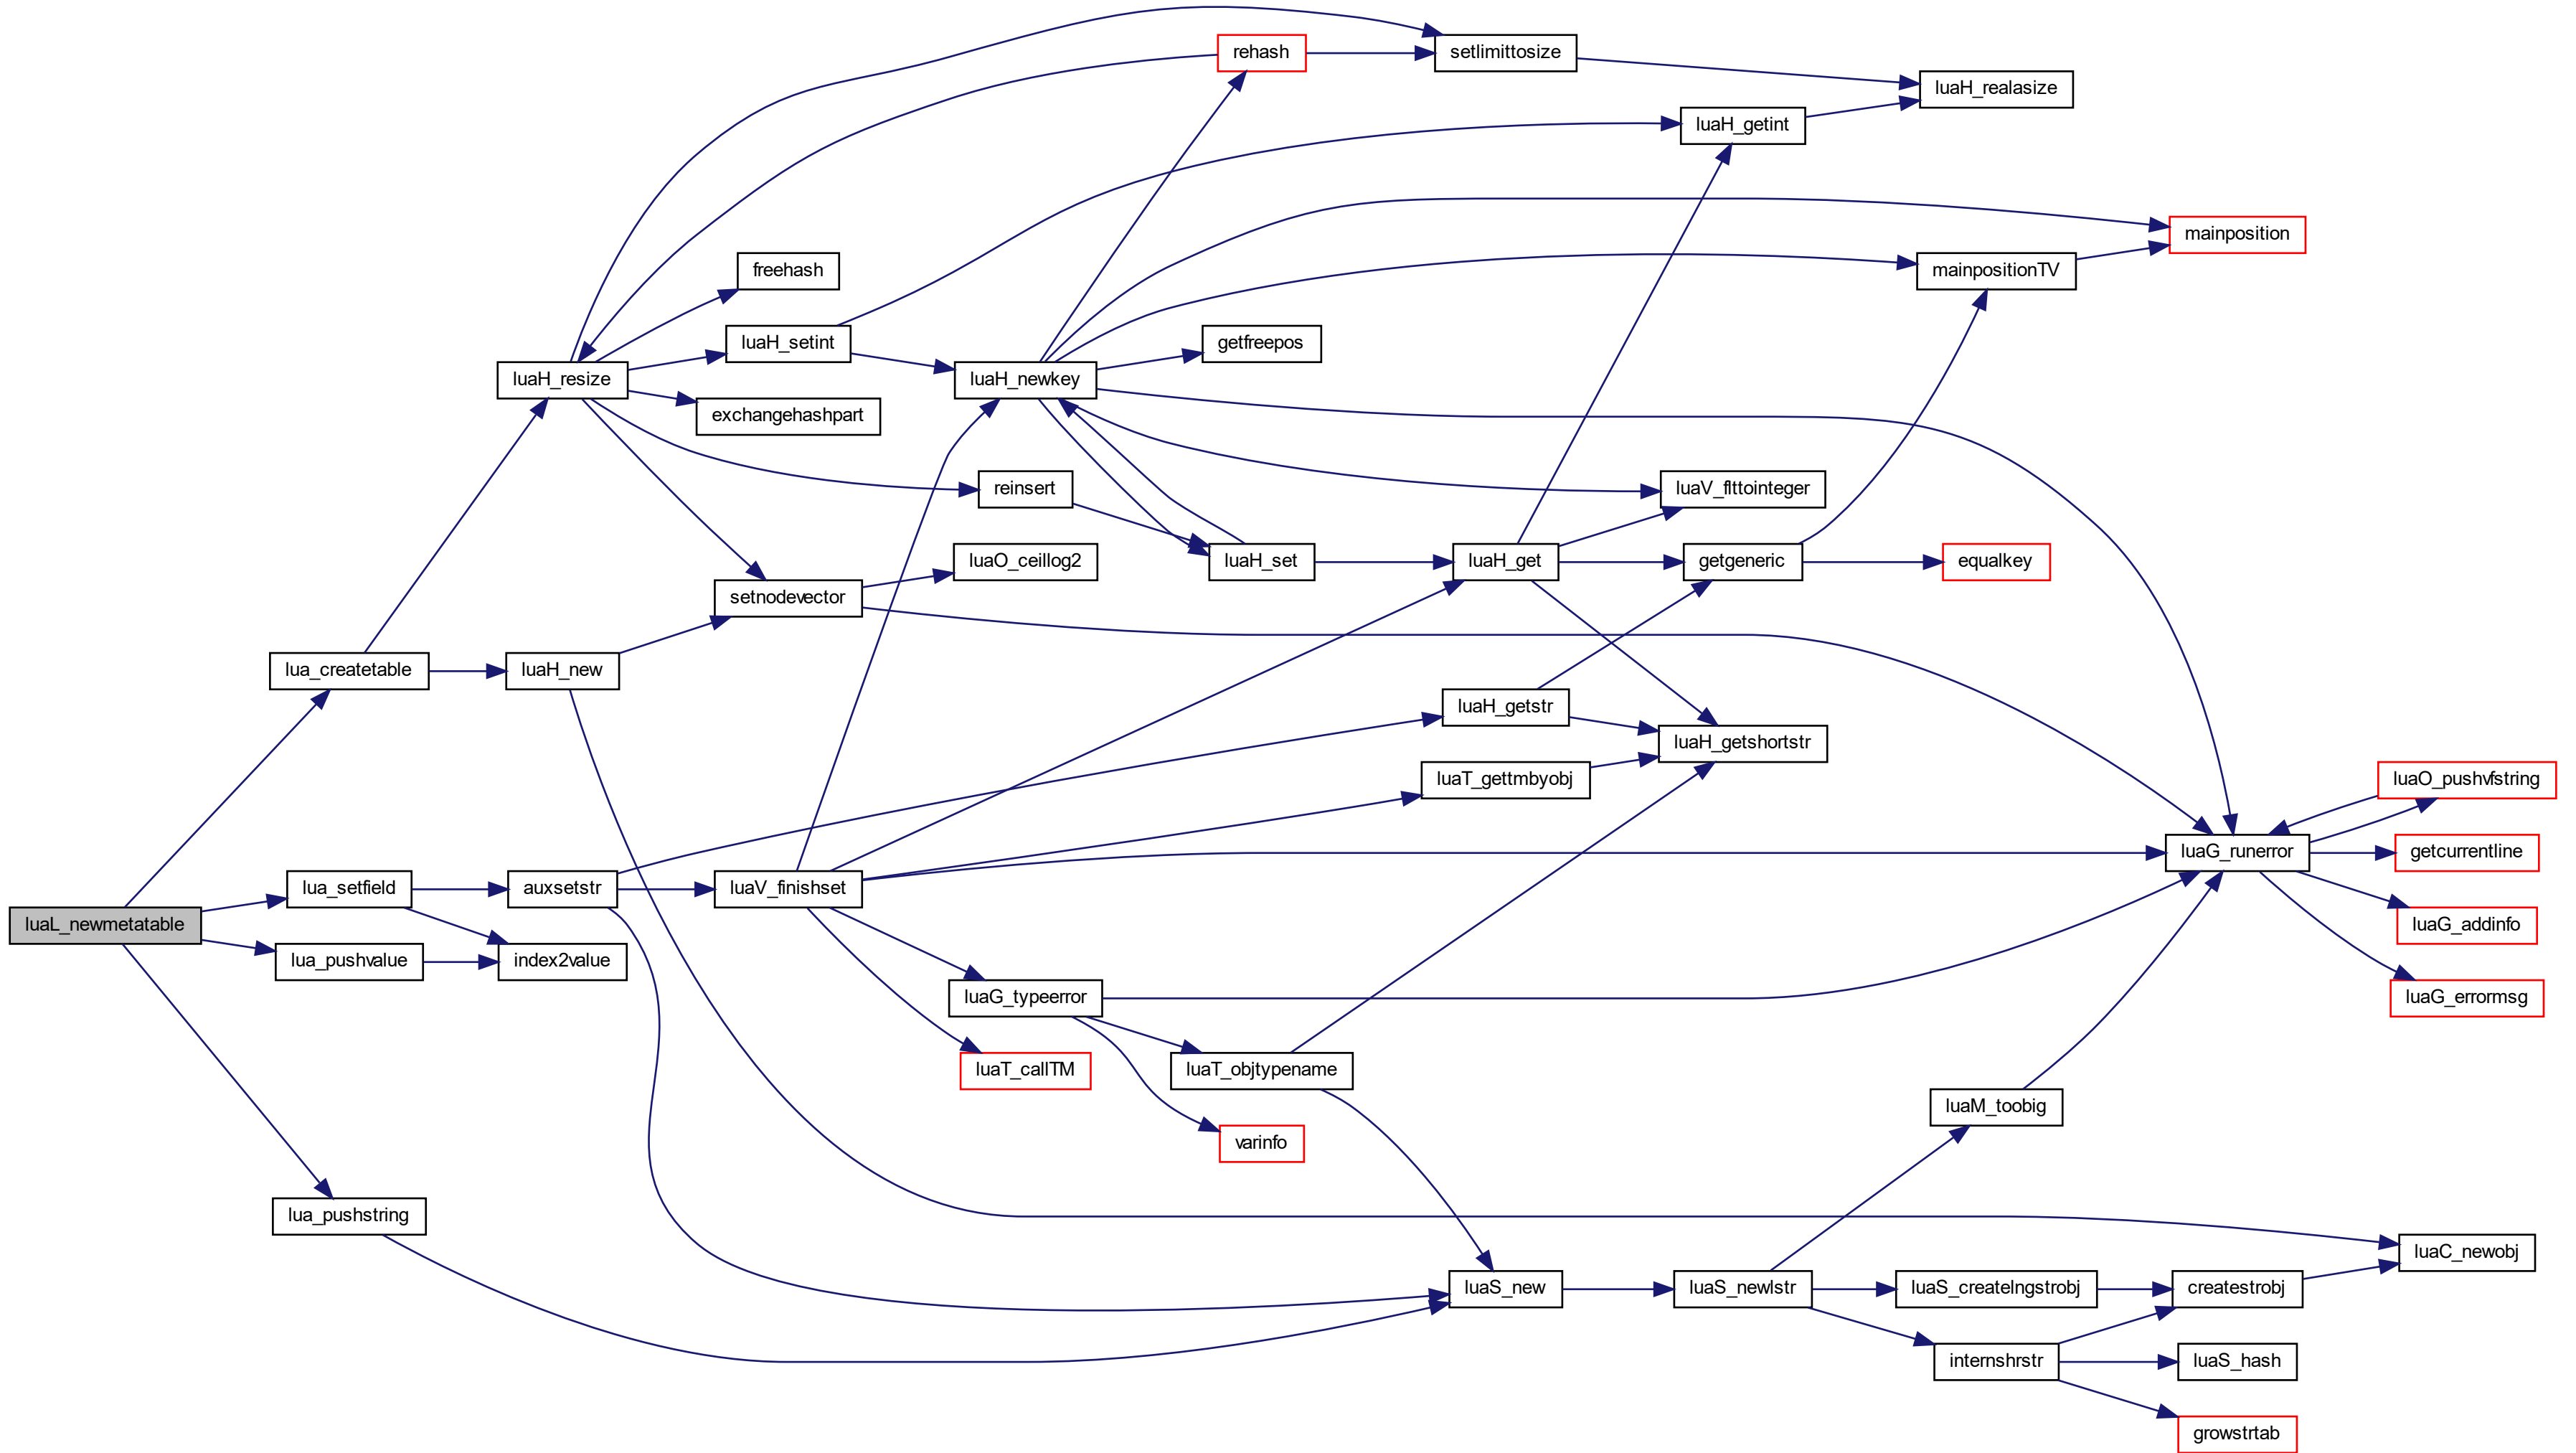 rehash
setlimittosize
luaH_realasize
luaH_getint
mainposition
freehash
mainpositionTV
luaH_setint
getfreepos
luaH_resize
luaH_newkey
exchangehashpart
reinsert
luaV_flttointeger
luaO_ceillog2
luaH_set
luaH_get
getgeneric
equalkey
setnodevector
lua_createtable
luaH_new
luaH_getstr
luaH_getshortstr
luaT_gettmbyobj
luaO_pushvfstring
luaG_runerror
getcurrentline
lua_setfield
auxsetstr
luaV_finishset
luaL_newmetatable
luaG_addinfo
lua_pushvalue
index2value
luaG_typeerror
luaG_errormsg
luaT_callTM
luaT_objtypename
luaM_toobig
varinfo
lua_pushstring
luaC_newobj
luaS_new
luaS_newlstr
luaS_createlngstrobj
createstrobj
internshrstr
luaS_hash
growstrtab